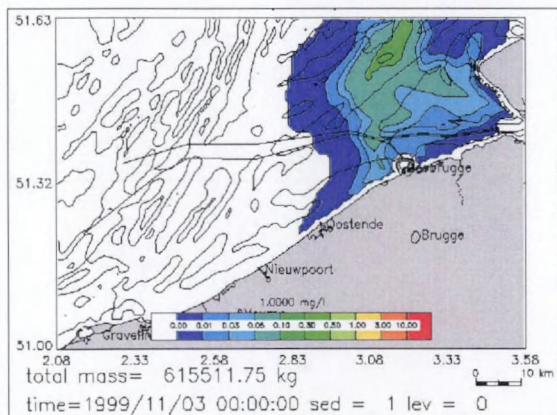 51.63
51.32
51.00
Oostende
Brugge
Nieuwpoort
1.0000 mg/l
0.00 0.01 0.03 0.05 0.10 0.30 0.50 1.00 3.00 10.00
2.08 2.33 2.58 2.83 3.08 3.33 3.58
total mass= 615511.75 kg
0 10 km
time=1999/11/03 00:00:00 sed = 1 lev = 0